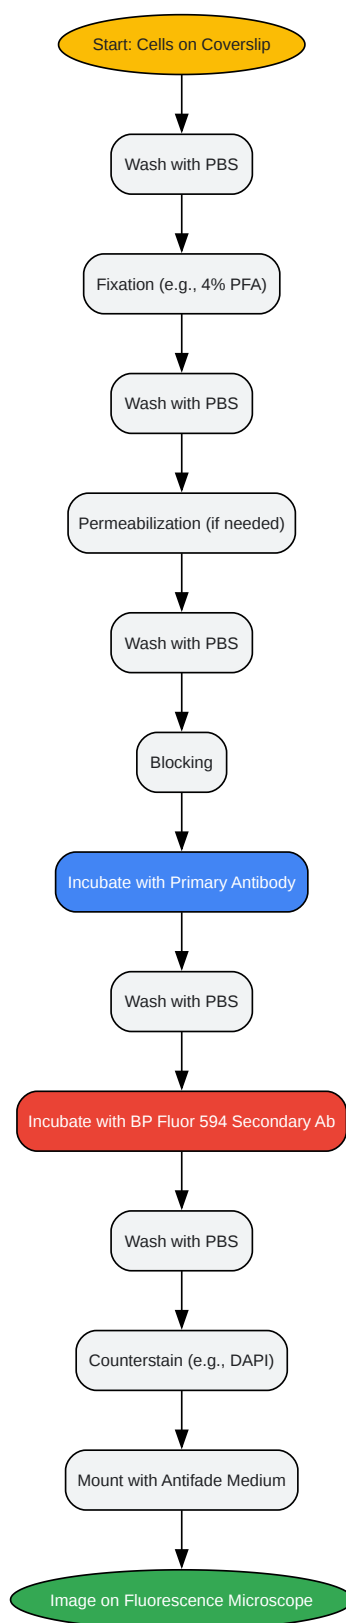 Start: Cells on Coverslip
Wash with PBS
Fixation (e.g., 4% PFA)
Wash with PBS
Permeabilization (if needed)
Wash with PBS
Blocking
Incubate with Primary Antibody
Wash with PBS
Incubate with BP Fluor 594 Secondary Ab
Wash with PBS
Counterstain (e.g., DAPI)
Mount with Antifade Medium
Image on Fluorescence Microscope